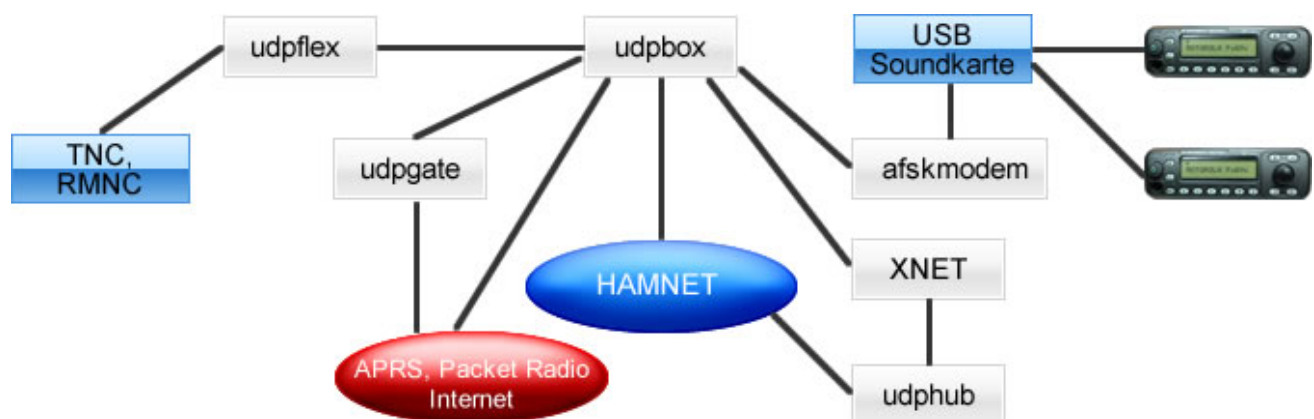 udpflex
udpbox
USB
Soundkarte
TNC,
RMNC
udpgate
afskmodem
HAMNET
XNET
APRS, Packet Radio
Internet
udphub